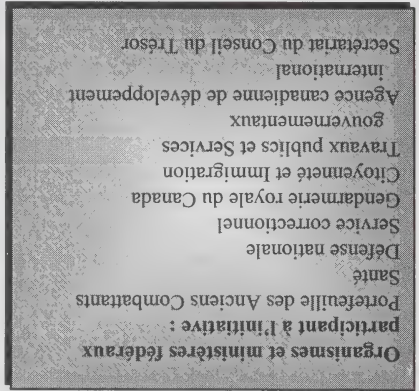 Organismes et ministères fédéraux
participant à l'initiative :
Portefeuille des Anciens Combattants
Santé
Défense nationale
Service correctionnel
Gendarmerie royale du Canada
Citoyenneté et Immigration
Travaux publics et Services
gouvernementaux
Agence canadienne de développement
international
Secrétariat du Conseil du Trésor